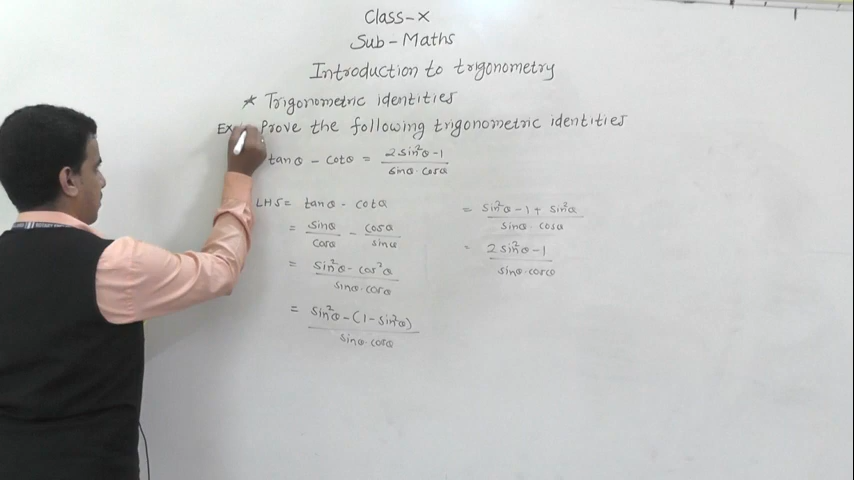 Class-X
Sub-Maths
Introduction to trigonometry
* Trigonometric identities
Ex Prove the following trigonometric identities
tanθ - cotθ = (2sin²θ-1)/(sinθ.cosθ)
LHS = tanθ - cotθ
= sinθ/cosθ - cosθ/sinθ
= (sin²θ - cos²θ)/(sinθ.cosθ)
= (sin²θ - (1 - sin²θ))/(sinθ.cosθ)
= (sin²θ - 1 + sin²θ)/(sinθ.cosθ)
= (2sin²θ - 1)/(sinθ.cosθ)